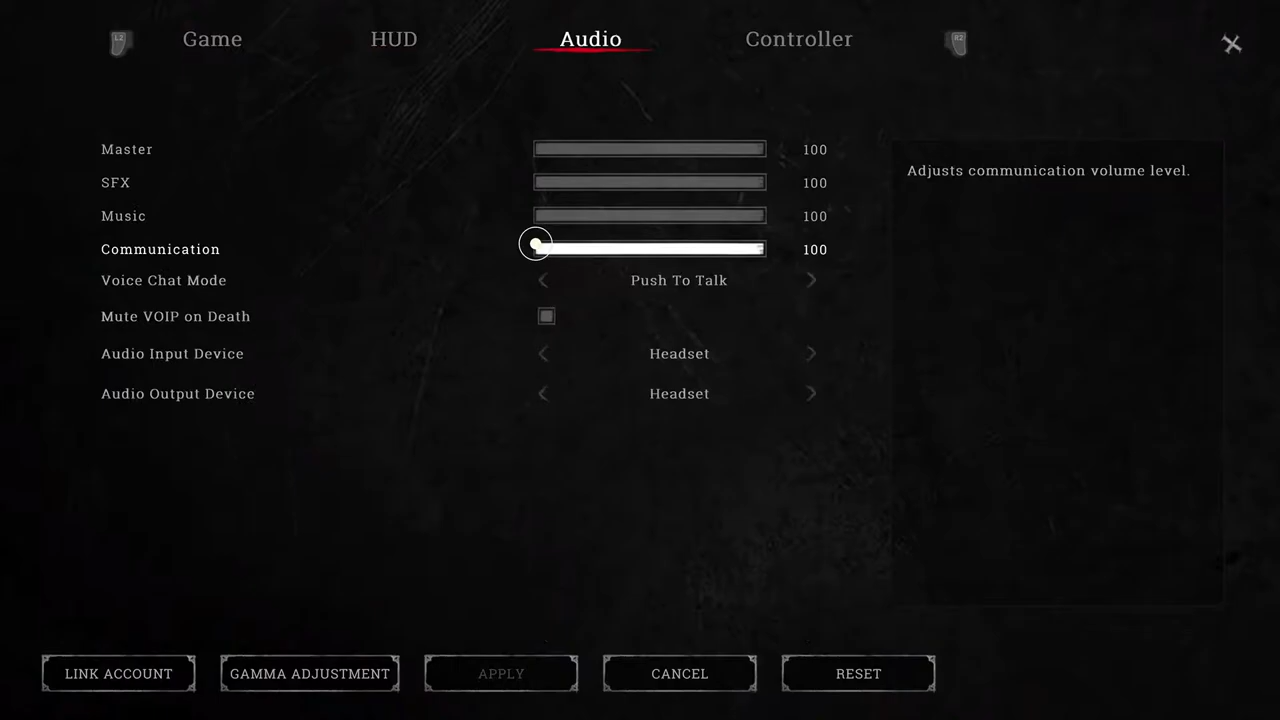 L2 Game HUD Audio Controller R2
Master 100
SFX 100
Music 100
Communication 100
Voice Chat Mode Push To Talk
Mute VOIP on Death
Audio Input Device Headset
Audio Output Device Headset
Adjusts communication volume level.
LINK ACCOUNT GAMMA ADJUSTMENT APPLY CANCEL RESET